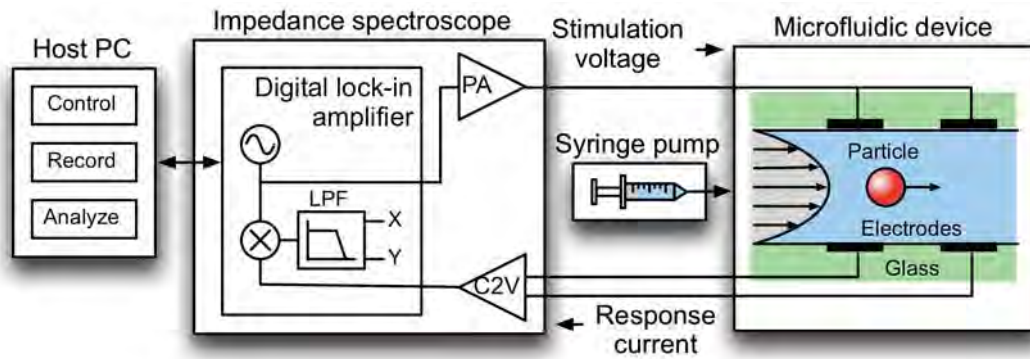 Host PC
Control
Record
Analyze
Impedance spectroscope
Digital lock-in
amplifier
PA
LPF
X
Y
C2V
Stimulation
voltage
Syringe pump
Response
current
Microfluidic device
Particle
Electrodes
Glass